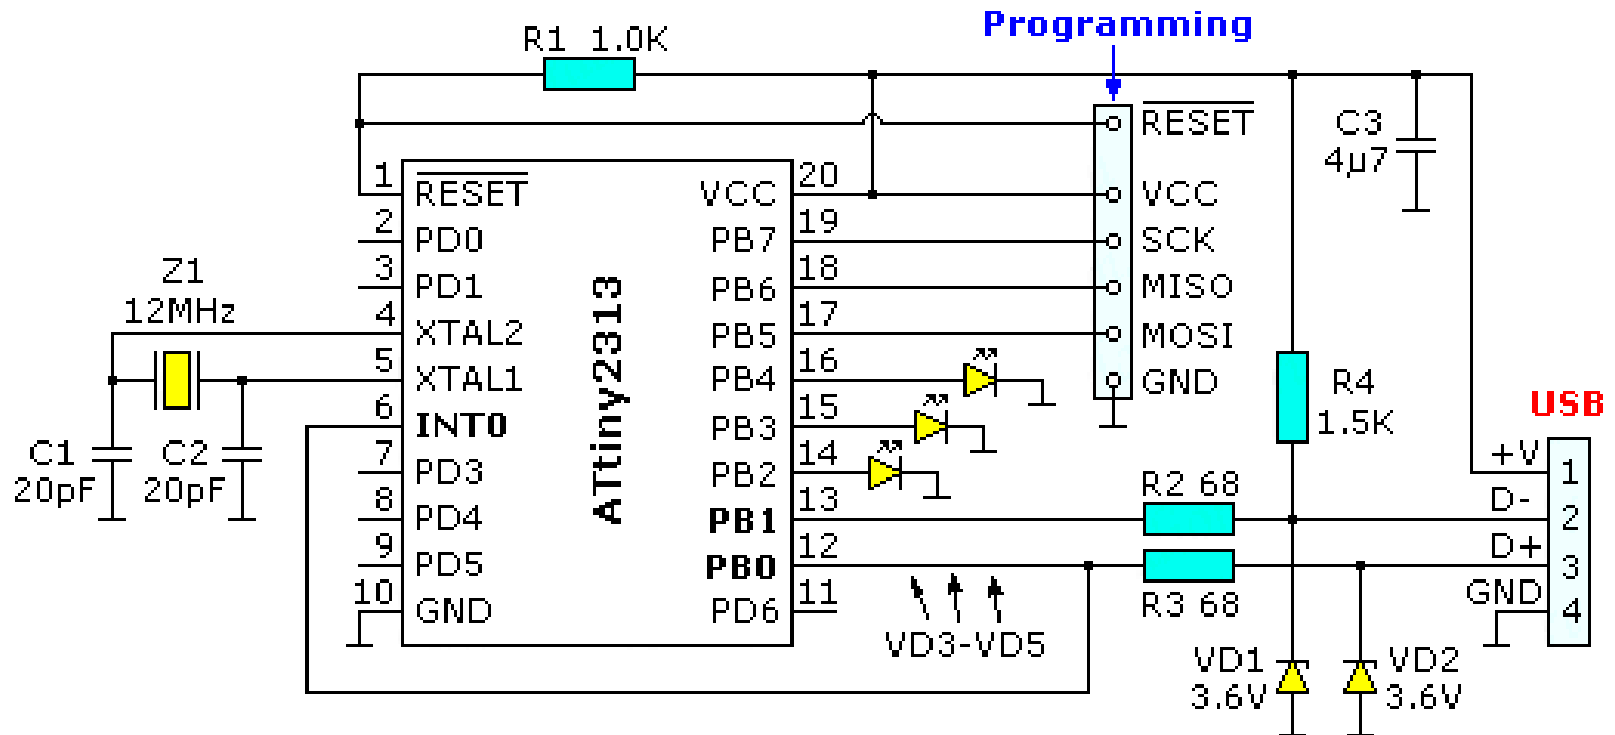 Programming
R1 1.0K
RESET
VCC
SCK
MISO
MOSI
GND
C3
4µ7
1
RESET
2
PD0
3
PD1
4
XTAL2
5
XTAL1
6
INT0
7
PD3
8
PD4
9
PD5
10
GND
ATtiny2313
20
VCC
19
PB7
18
PB6
17
PB5
16
PB4
15
PB3
14
PB2
13
PB1
12
PB0
11
PD6
Z1
12MHz
C1
20pF
C2
20pF
R4
1.5K
USB
+V
1
D-
2
D+
3
GND
4
R2 68
R3 68
VD3-VD5
VD1
3.6V
VD2
3.6V